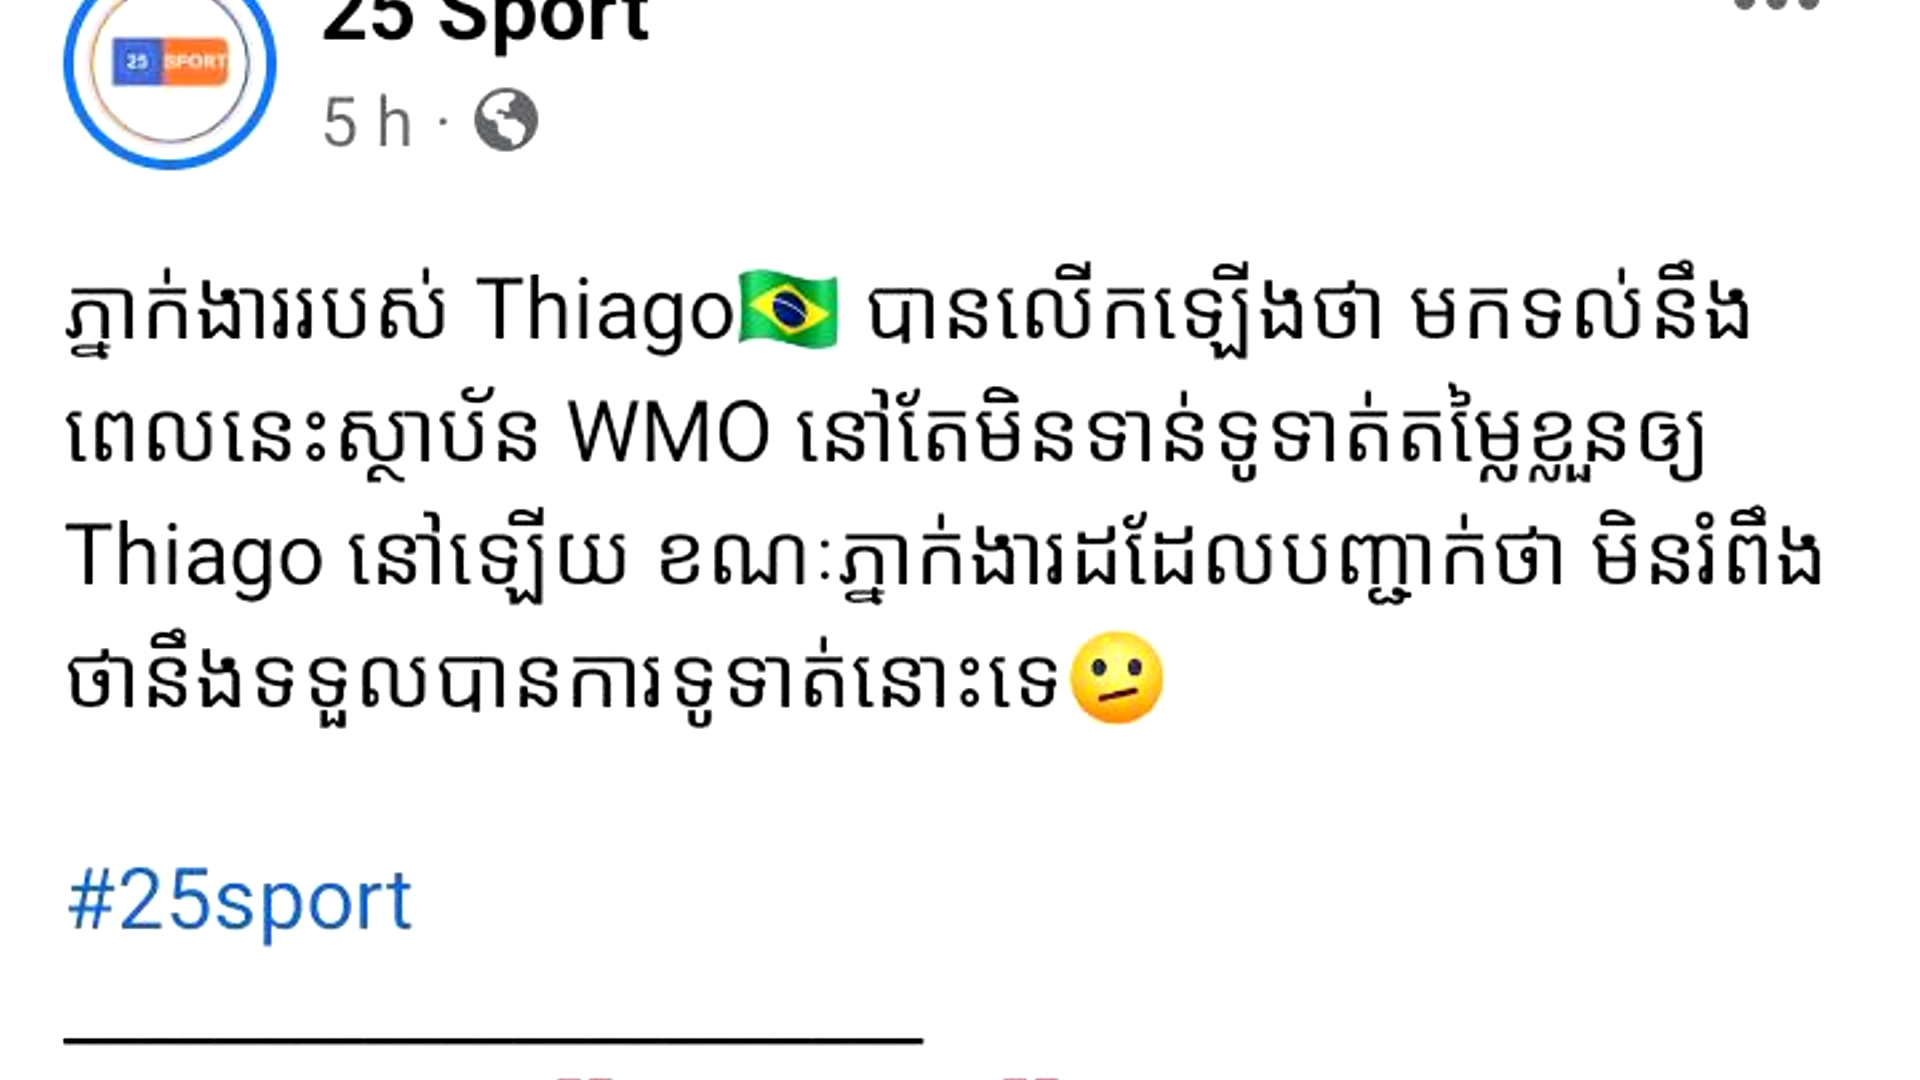 25 Sport
25 SPORT
5 h ·
ភ្នាក់ងាររបស់ Thiago🇧🇷 បានលើកឡើងថា មកទល់នឹង
ពេលនេះស្ថាប័ន WMO នៅតែមិនទាន់ទូទាត់តម្លៃខ្លួនឲ្យ
Thiago នៅឡើយ ខណៈភ្នាក់ងារដដែលបញ្ជាក់ថា មិនរំពឹង
ថានឹងទទួលបានការទូទាត់នោះទេ🫤
#25sport